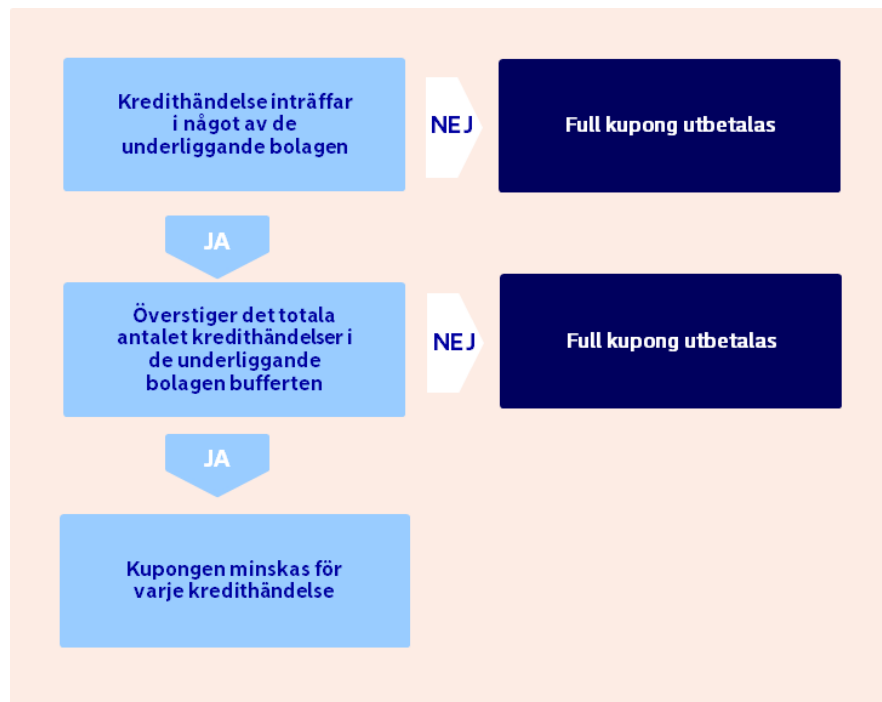 Kredithändelse inträffar
i något av de
underliggande bolagen
NEJ
Full kupong utbetalas
JA
Överstiger det totala
antalet kredithändelser i
de underliggande
bolagen bufferten
NEJ
Full kupong utbetalas
JA
Kupongen minskas för
varje kredithändelse